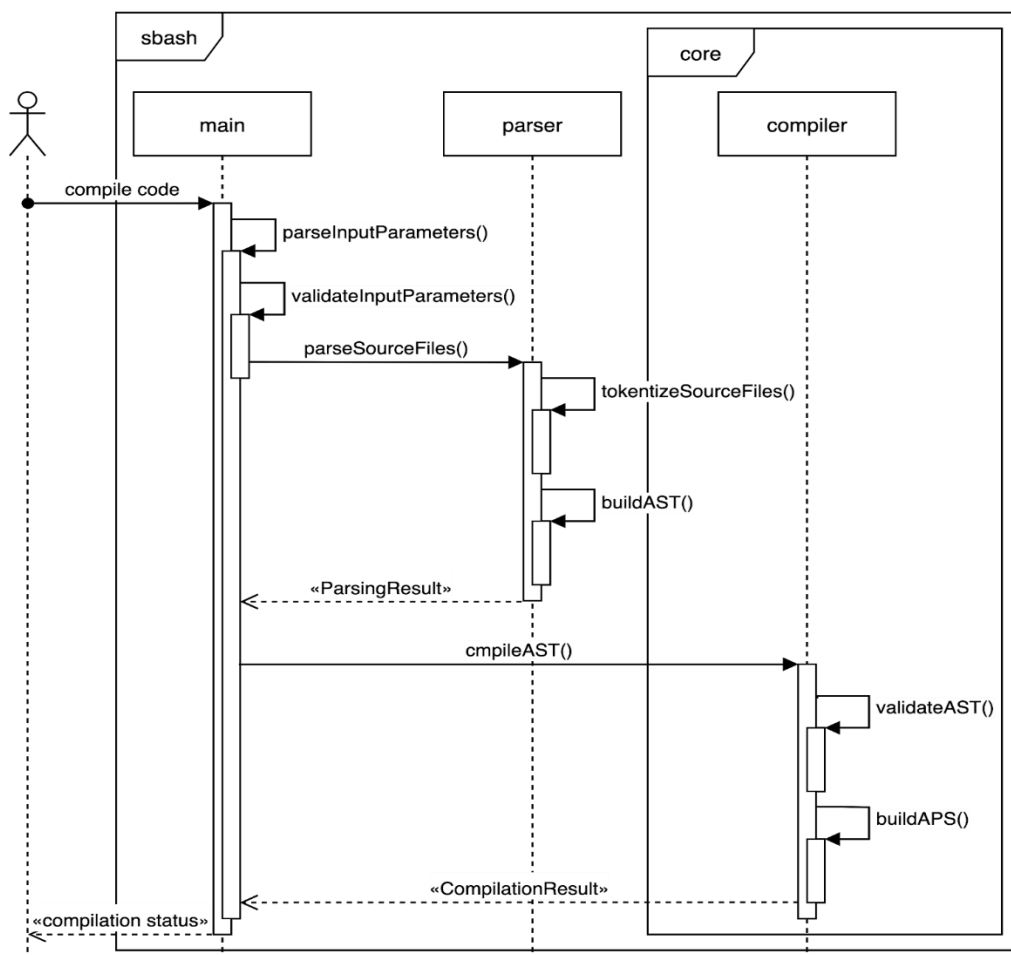 sbash
core
main
parser
compiler
compile code
parseInputParameters()
validateInputParameters()
parseSourceFiles()
tokentizeSourceFiles()
buildAST()
«ParsingResult»
cmpileAST()
validateAST()
buildAPS()
«CompilationResult»
«compilation status»